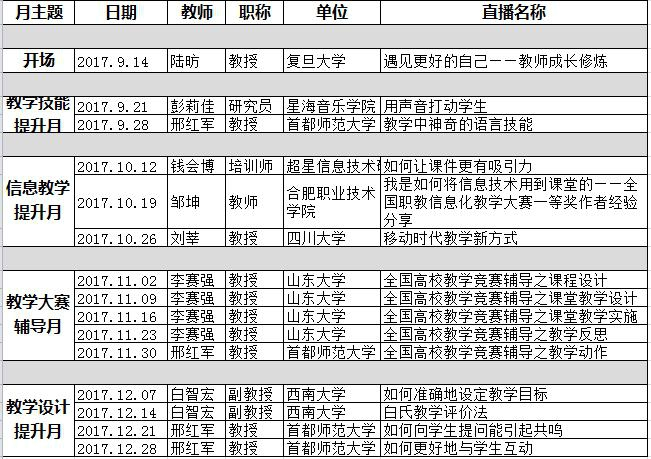 月主题 日期 教师 职称 单位 直播名称
开场 2017.9.14 陆昉 教授 复旦大学 遇见更好的自己——教师成长修炼
教学技能提升月 2017.9.21 彭莉佳 研究员 星海音乐学院 用声音打动学生
2017.9.28 邢红军 教授 首都师范大学 教学中神奇的语言技能
信息教学提升月 2017.10.12 钱会博 培训师 超星信息技术 如何让课件更有吸引力
2017.10.19 邹坤 教师 合肥职业技术学院 我是如何将信息技术用到课堂的——全国职教信息化教学大赛一等奖作者经验分享
2017.10.26 刘莘 教授 四川大学 移动时代教学新方式
教学大赛辅导月 2017.11.02 李赛强 教授 山东大学 全国高校教学竞赛辅导之课程设计
2017.11.09 李赛强 教授 山东大学 全国高校教学竞赛辅导之课堂教学设计
2017.11.16 李赛强 教授 山东大学 全国高校教学竞赛辅导之课堂教学实施
2017.11.23 李赛强 教授 山东大学 全国高校教学竞赛辅导之教学反思
2017.11.30 邢红军 教授 首都师范大学 全国高校教学竞赛辅导之教学动作
教学设计提升月 2017.12.07 白智宏 副教授 西南大学 如何准确地设定教学目标
2017.12.14 白智宏 副教授 西南大学 白氏教学评价法
2017.12.21 邢红军 教授 首都师范大学 如何向学生提问能引起共鸣
2017.12.28 邢红军 教授 首都师范大学 如何更好地与学生互动